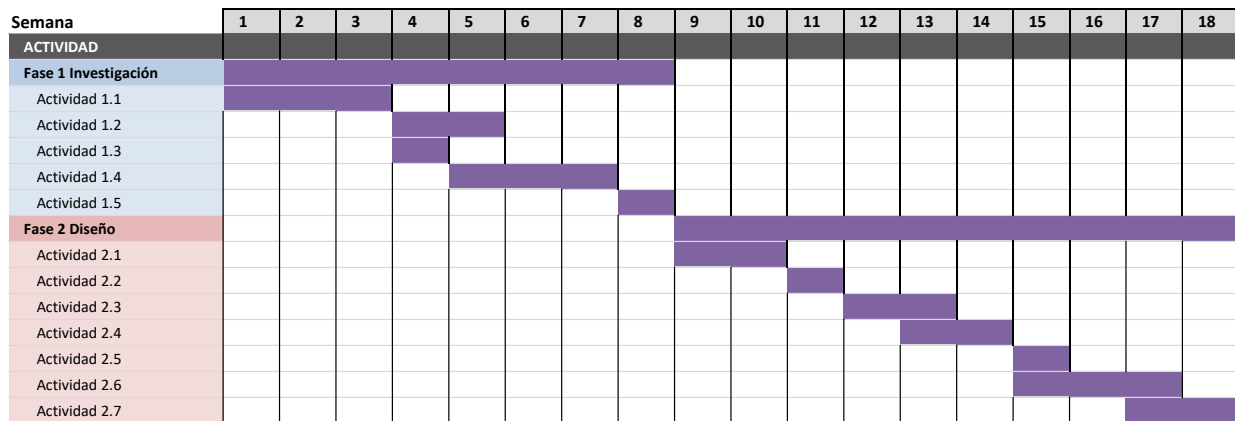 Semana 1 2 3 4 5 6 7 8 9 10 11 12 13 14 15 16 17 18
ACTIVIDAD
Fase 1 Investigación
Actividad 1.1
Actividad 1.2
Actividad 1.3
Actividad 1.4
Actividad 1.5
Fase 2 Diseño
Actividad 2.1
Actividad 2.2
Actividad 2.3
Actividad 2.4
Actividad 2.5
Actividad 2.6
Actividad 2.7